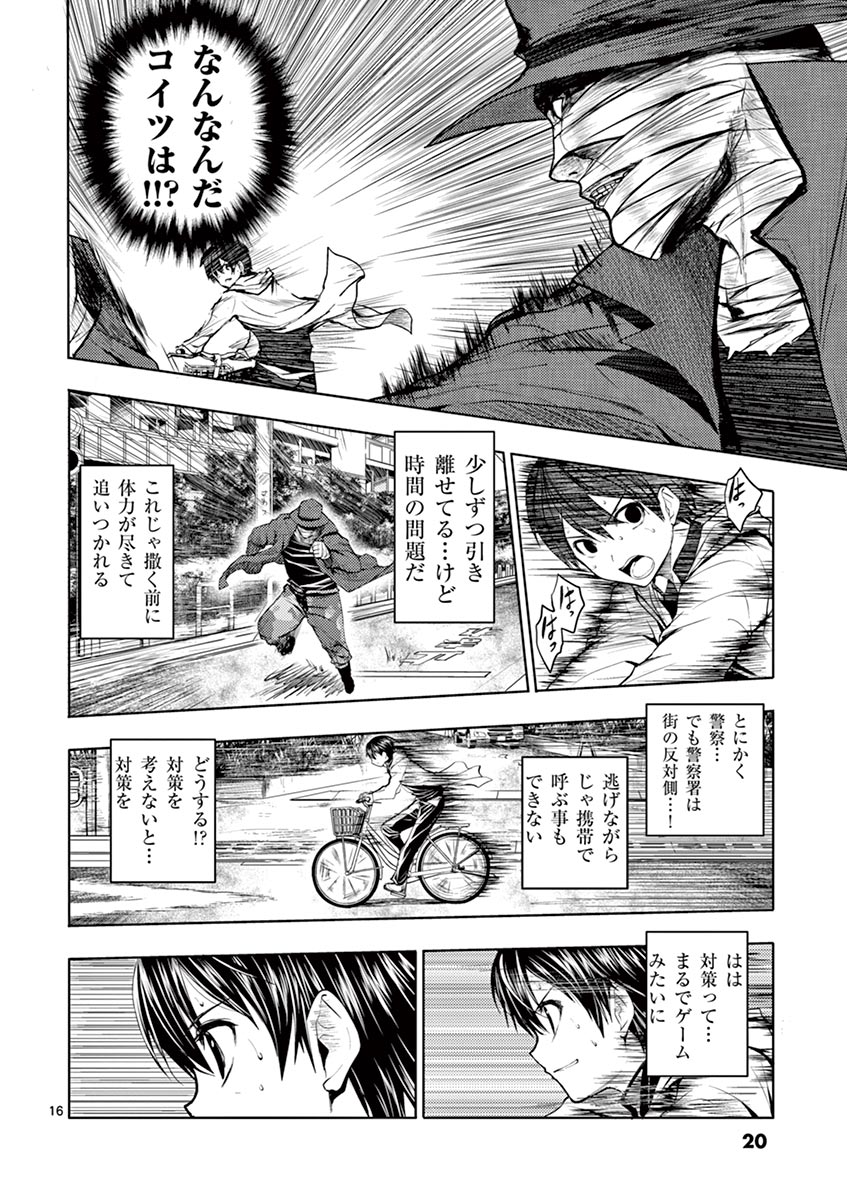 なんなんだ
コイツは!!?
はっ
はっ
はっ
少しずつ引き
離せてる…けど
時間の問題だ
これじゃ撒く前に
体力が尽きて
追いつかれる
とにかく
警察…
でも警察署は
街の反対側…!
逃げながら
じゃ携帯で
呼ぶ事も
できない
どうする!?
対策を
考えないと…
対策を
はは
対策って…
まるでゲーム
みたいに
16
20